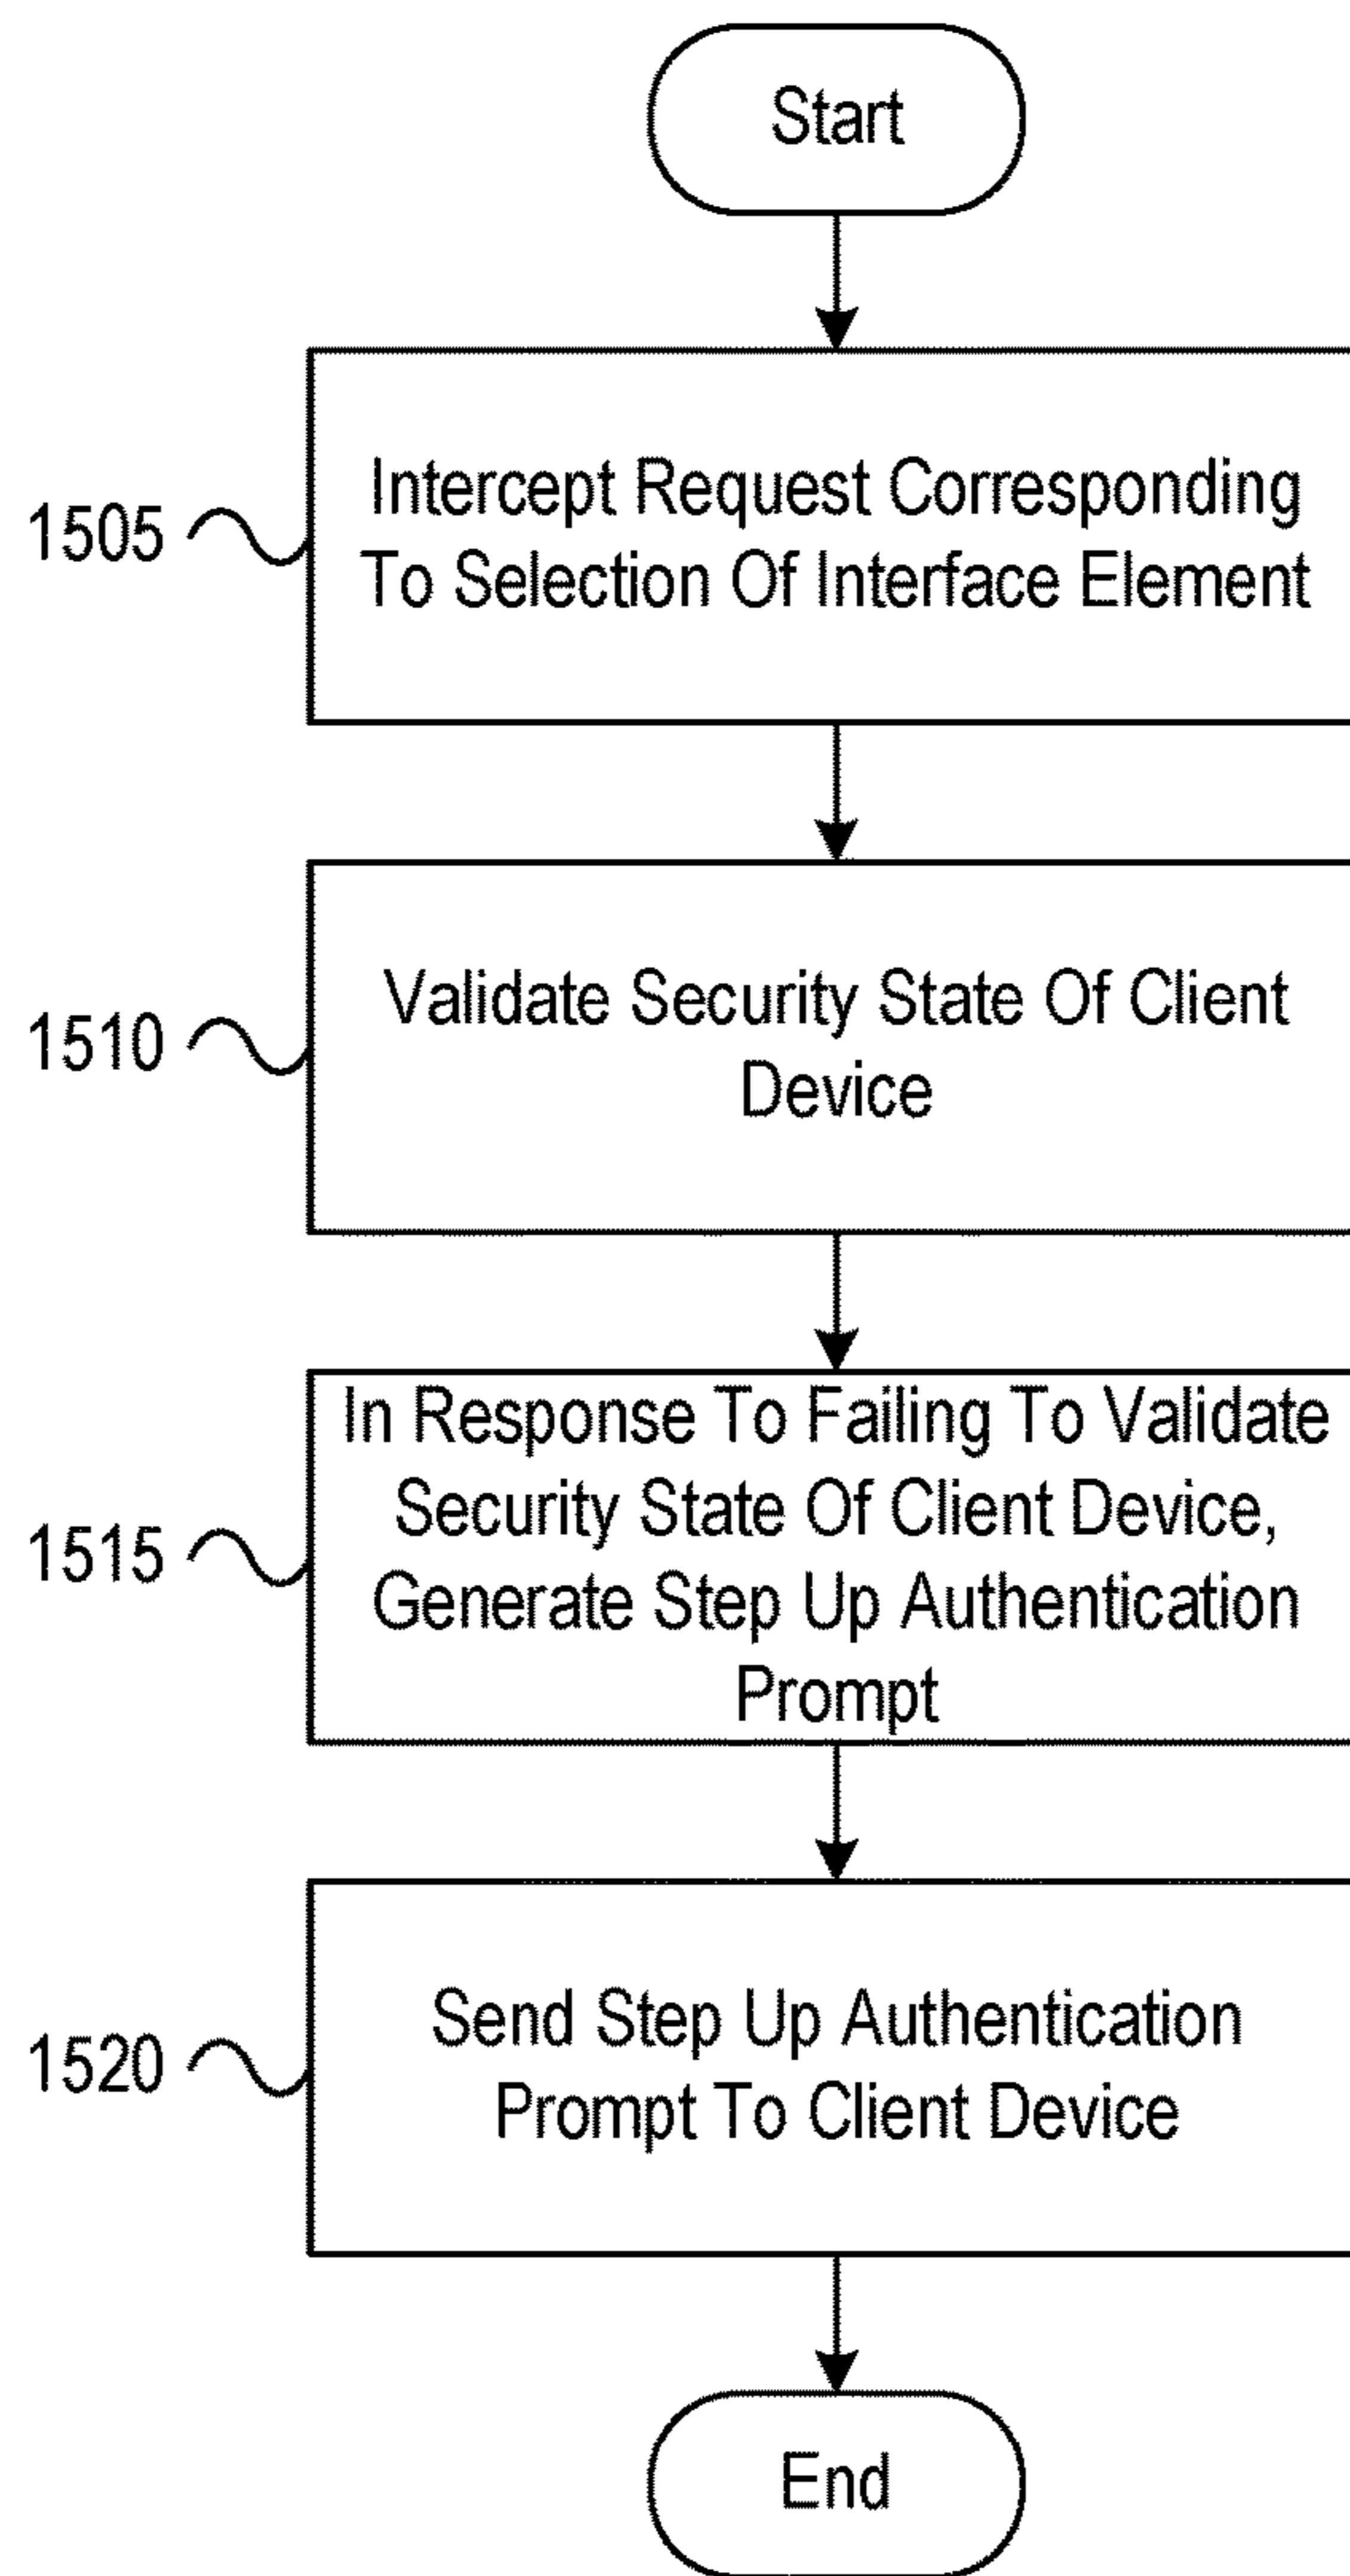 Start
1505
Intercept Request Corresponding
To Selection Of Interface Element
1510
Validate Security State Of Client
Device
1515
In Response To Failing To Validate
Security State Of Client Device,
Generate Step Up Authentication
Prompt
1520
Send Step Up Authentication
Prompt To Client Device
End